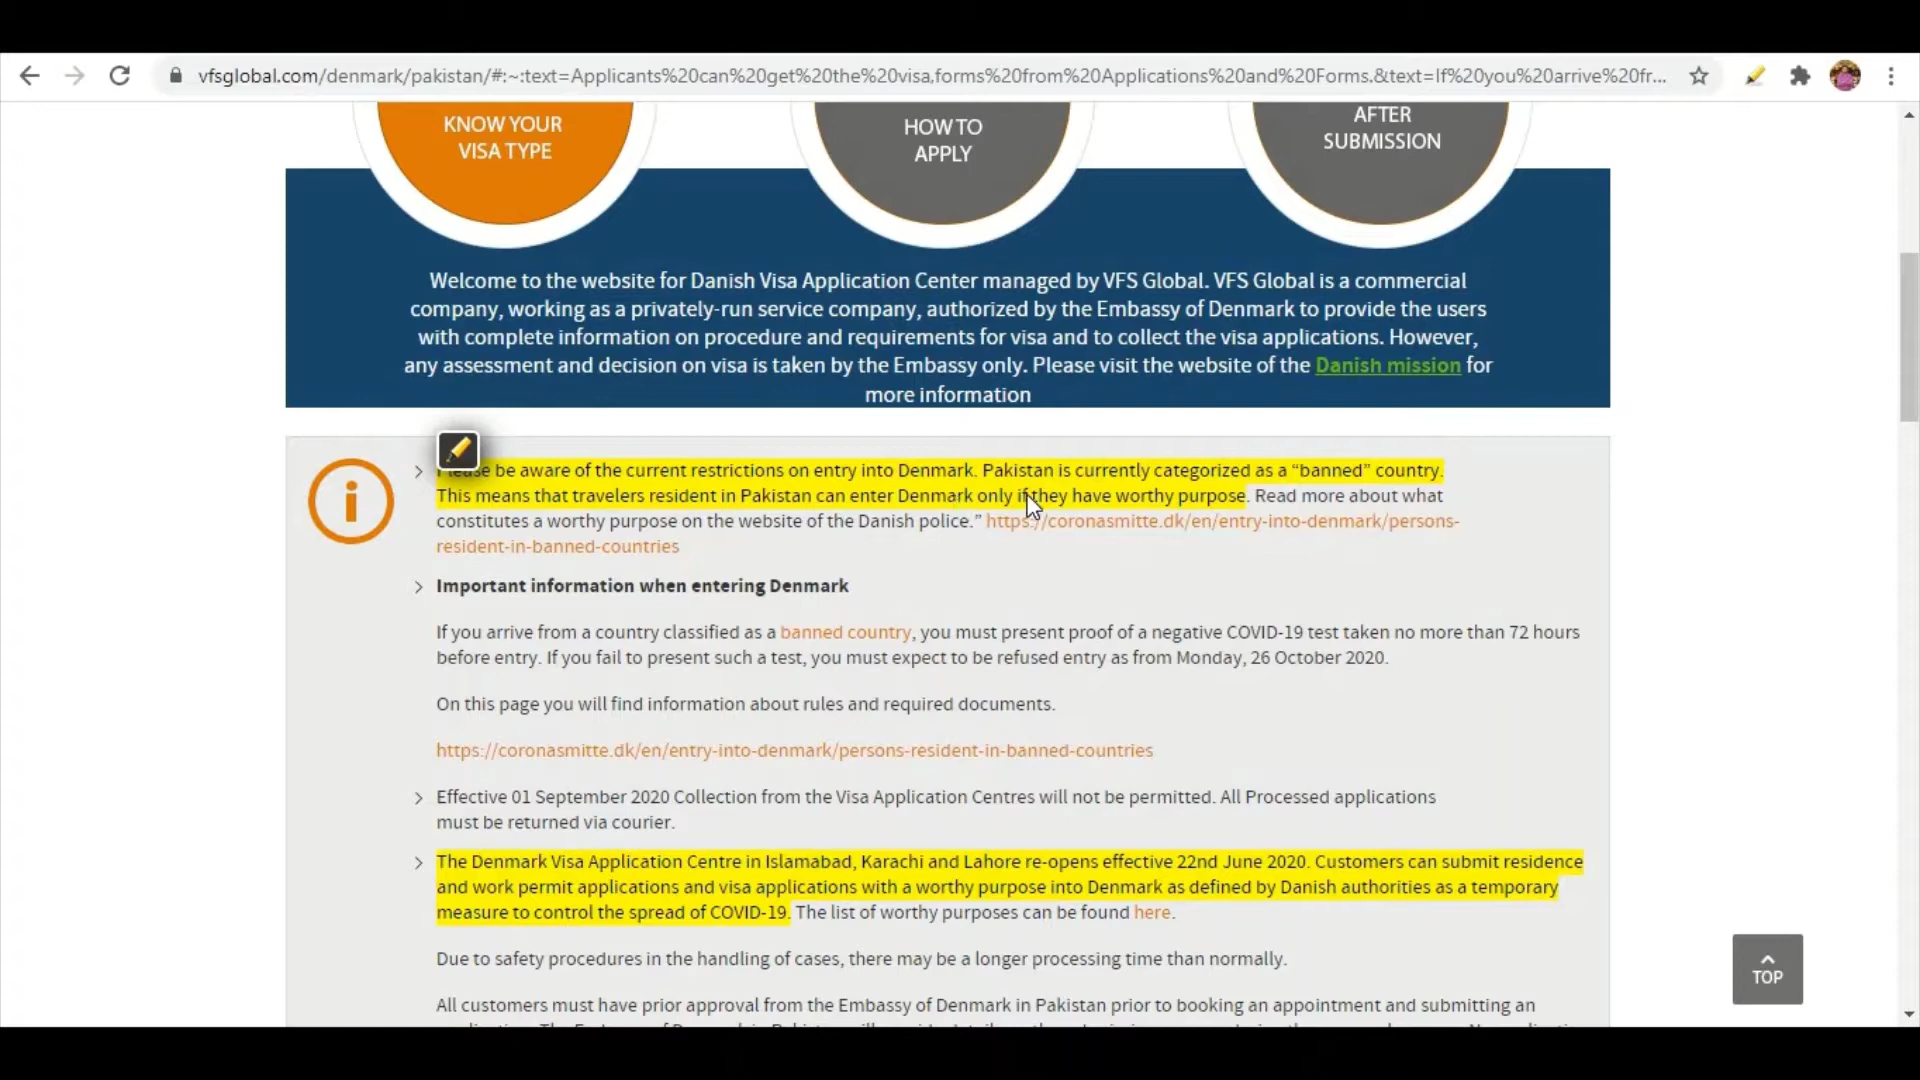 vfsglobal.com/denmark/pakistan/#:~:text=Applicants%20can%20get%20the%20visa,forms%20from%20Applications%20and%20Forms.&text=If%20you%20arrive%20fr...
KNOW YOUR
VISA TYPE
HOW TO
APPLY
AFTER
SUBMISSION
Welcome to the website for Danish Visa Application Center managed by VFS Global. VFS Global is a commercial
company, working as a privately-run service company, authorized by the Embassy of Denmark to provide the users
with complete information on procedure and requirements for visa and to collect the visa applications. However,
any assessment and decision on visa is taken by the Embassy only. Please visit the website of the Danish mission for
more information
be aware of the current restrictions on entry into Denmark. Pakistan is currently categorized as a “banned” country.
This means that travelers resident in Pakistan can enter Denmark only if they have worthy purpose. Read more about what
constitutes a worthy purpose on the website of the Danish police.” https://coronasmitte.dk/en/entry-into-denmark/persons-
resident-in-banned-countries
Important information when entering Denmark
If you arrive from a country classified as a banned country, you must present proof of a negative COVID-19 test taken no more than 72 hours
before entry. If you fail to present such a test, you must expect to be refused entry as from Monday, 26 October 2020.
On this page you will find information about rules and required documents.
https://coronasmitte.dk/en/entry-into-denmark/persons-resident-in-banned-countries
Effective 01 September 2020 Collection from the Visa Application Centres will not be permitted. All Processed applications
must be returned via courier.
The Denmark Visa Application Centre in Islamabad, Karachi and Lahore re-opens effective 22nd June 2020. Customers can submit residence
and work permit applications and visa applications with a worthy purpose into Denmark as defined by Danish authorities as a temporary
measure to control the spread of COVID-19. The list of worthy purposes can be found here.
Due to safety procedures in the handling of cases, there may be a longer processing time than normally.
TOP
All customers must have prior approval from the Embassy of Denmark in Pakistan prior to booking an appointment and submitting an